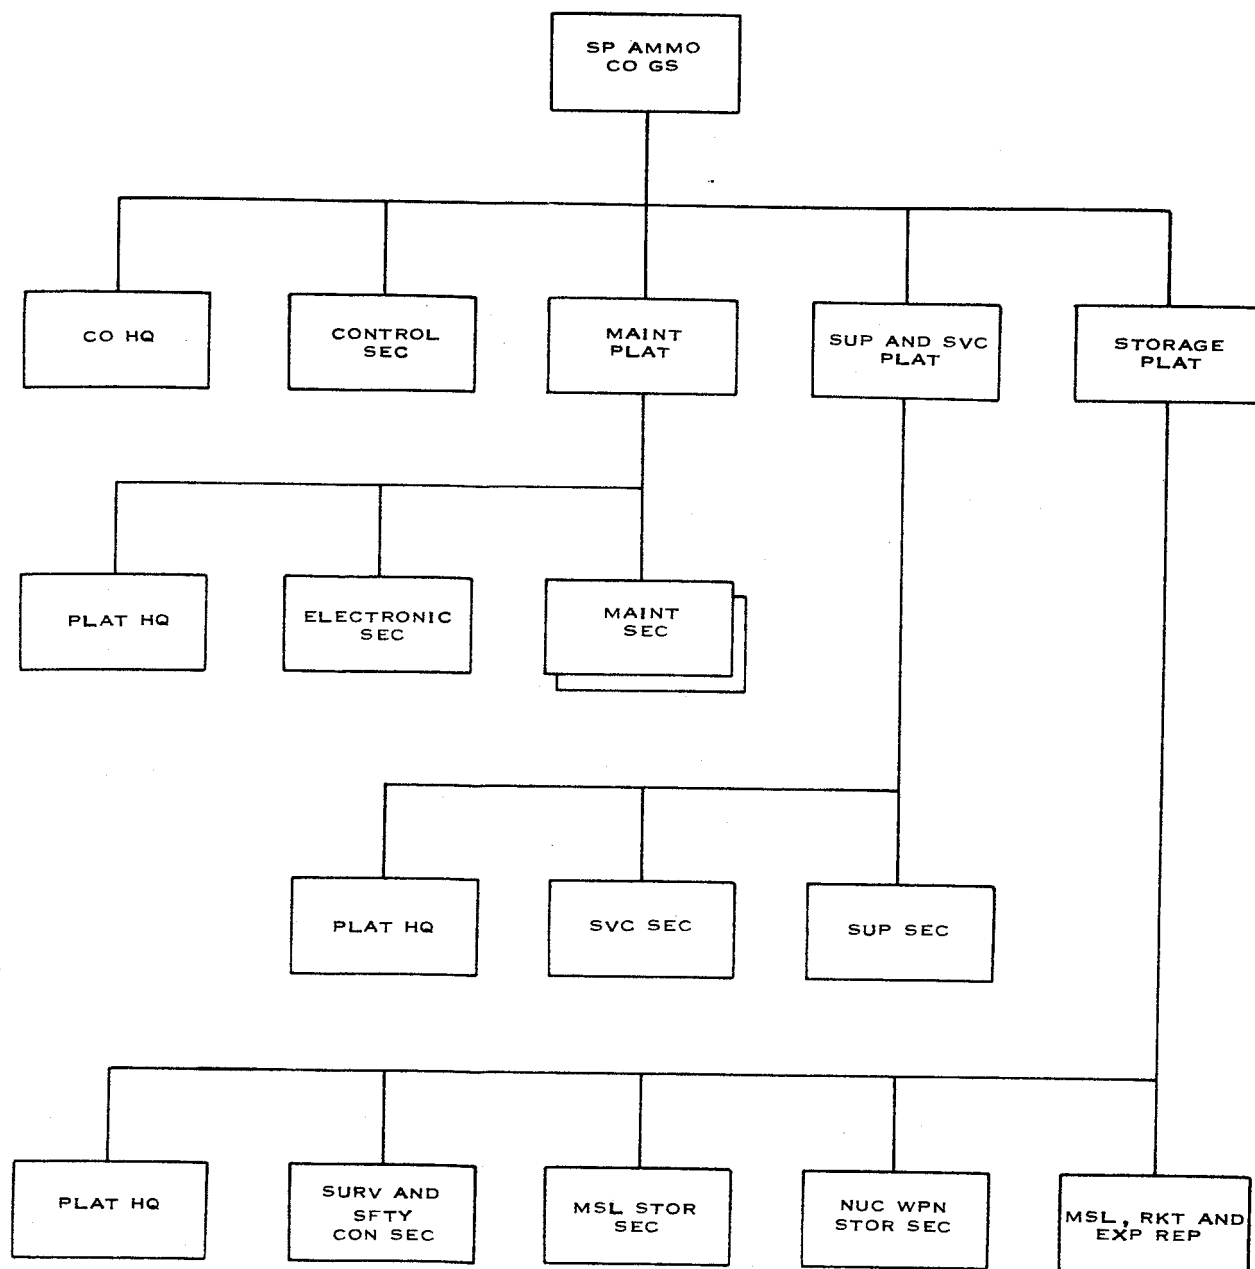 SP AMMO
CO GS
CO HQ
CONTROL
SEC
MAINT
PLAT
SUP AND SVC
PLAT
STORAGE
PLAT
PLAT HQ
ELECTRONIC
SEC
MAINT
SEC
PLAT HQ
SVC SEC
SUP SEC
PLAT HQ
SURV AND
SFTY
CON SEC
MSL STOR
SEC
NUC WPN
STOR SEC
MSL, RKT AND
EXP REP